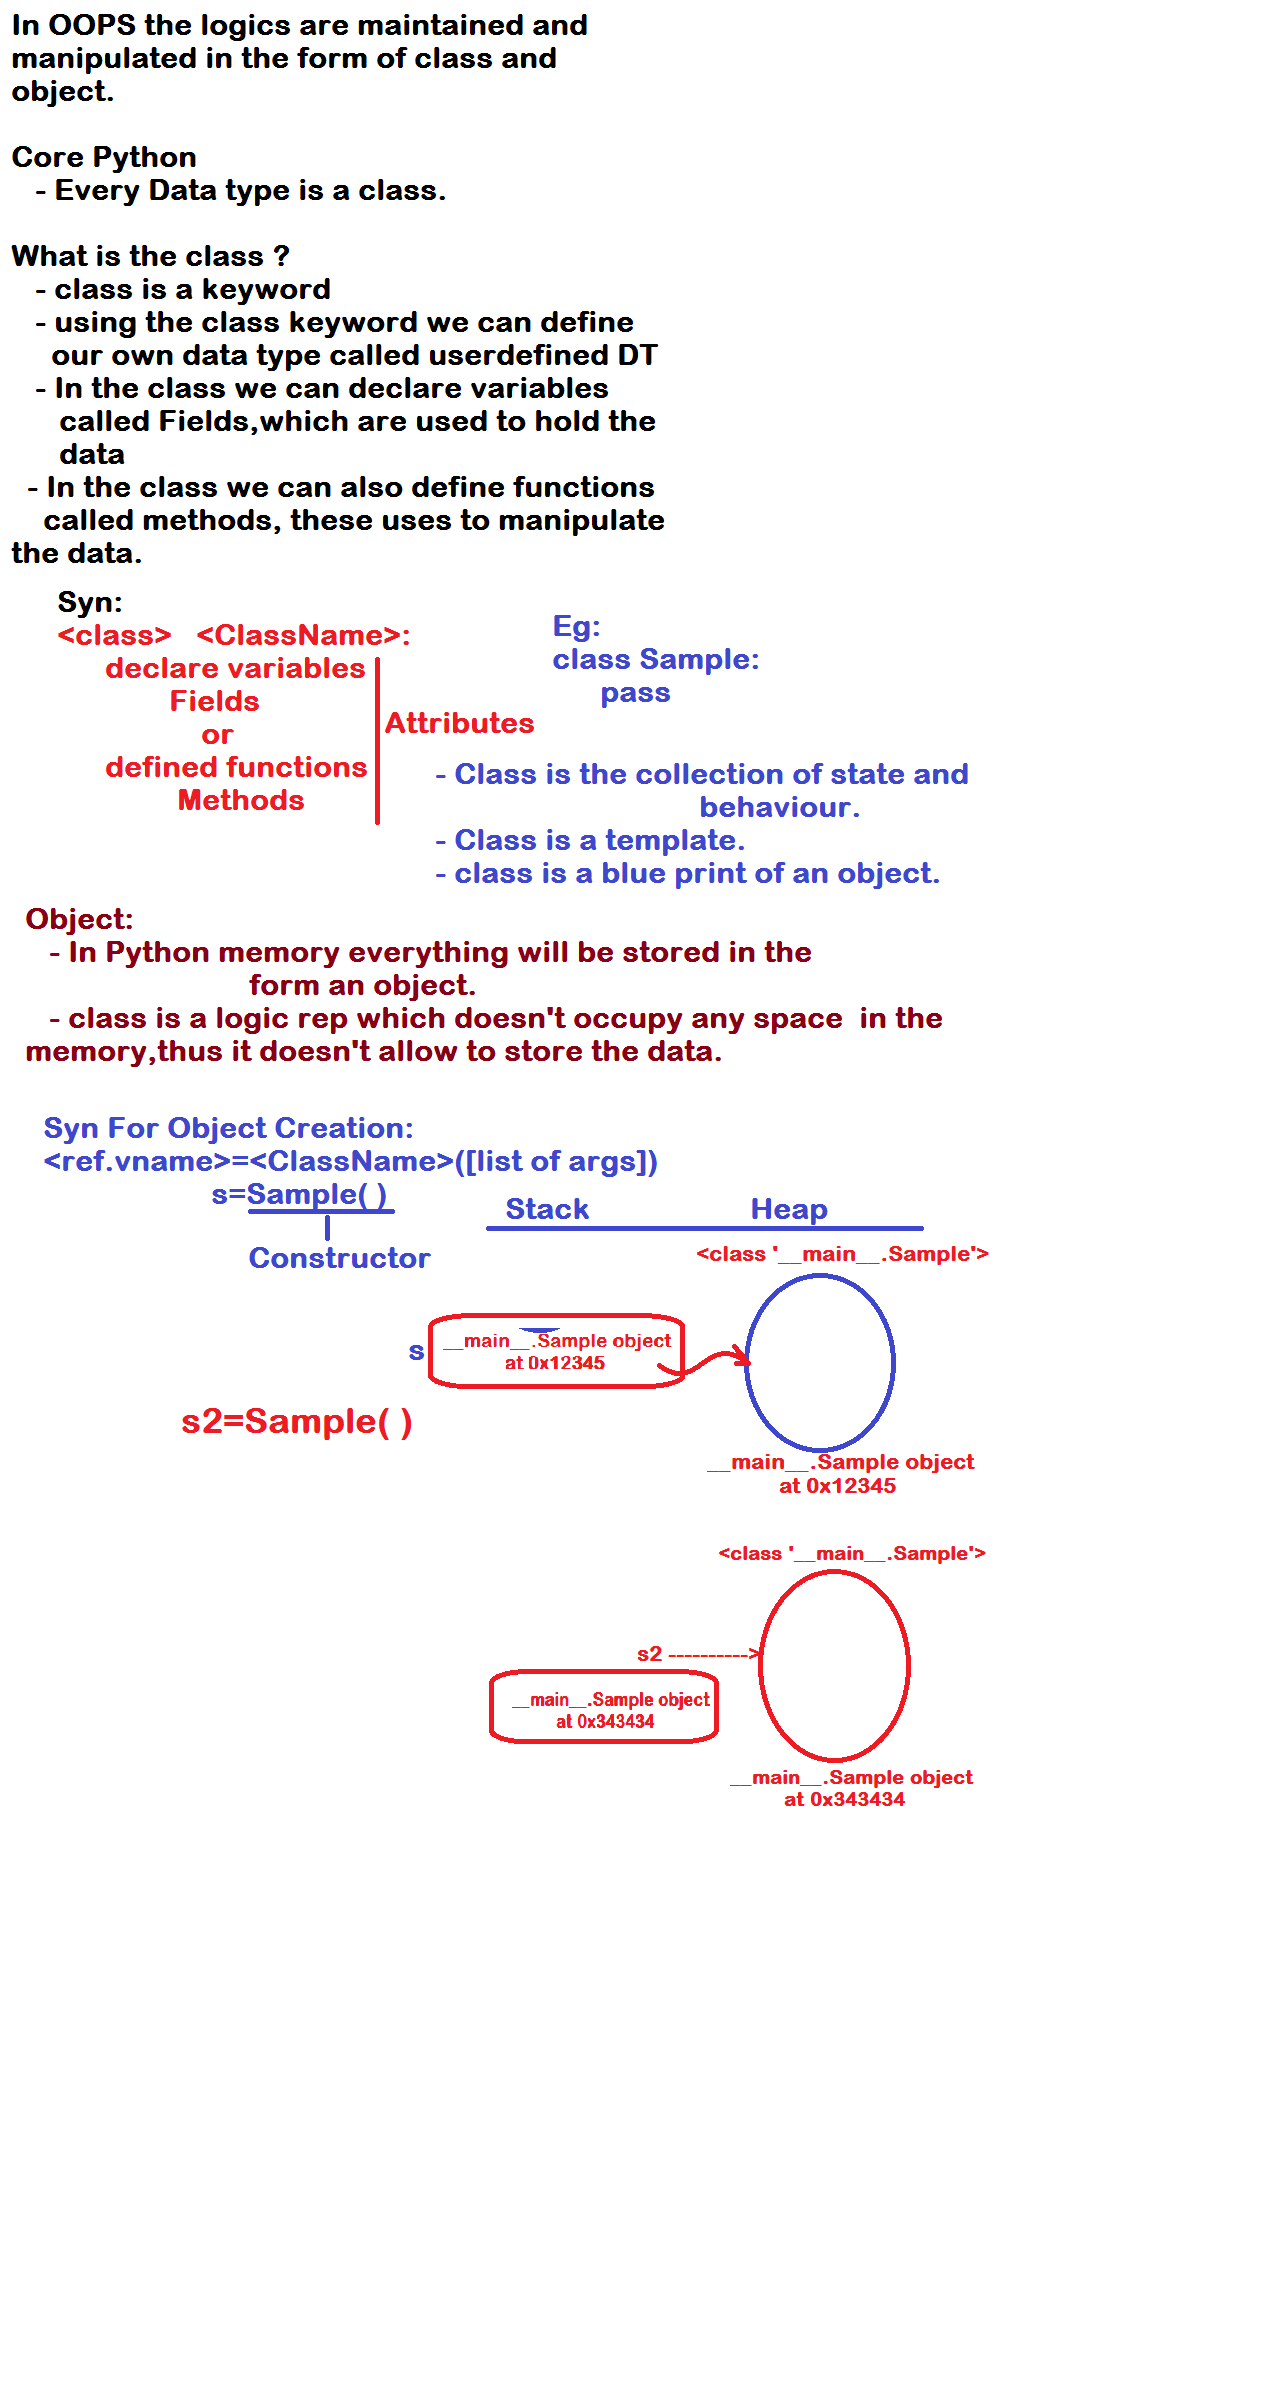 In OOPS the logics are maintained and
manipulated in the form of class and
object.
Core Python
- Every Data type is a class.
What is the class ?
- class is a keyword
- using the class keyword we can define
our own data type called userdefined DT
- In the class we can declare variables
called Fields,which are used to hold the
data
- In the class we can also define functions
called methods, these uses to manipulate
the data.
Syn:
<class> <ClassName>:
declare variables
Fields
or
defined functions
Methods
Attributes
Eg:
class Sample:
pass
- Class is the collection of state and
behaviour.
- Class is a template.
- class is a blue print of an object.
Object:
- In Python memory everything will be stored in the
form an object.
- class is a logic rep which doesn't occupy any space in the
memory,thus it doesn't allow to store the data.
Syn For Object Creation:
<ref.vname>=<ClassName>([list of args])
s=Sample( )
Constructor
Stack Heap
<class '__main__.Sample'>
s
__main__.Sample object
at 0x12345
__main__.Sample object
at 0x12345
s2=Sample( )
<class '__main__.Sample'>
s2 ---------->
__main__.Sample object
at 0x343434
__main__.Sample object
at 0x343434